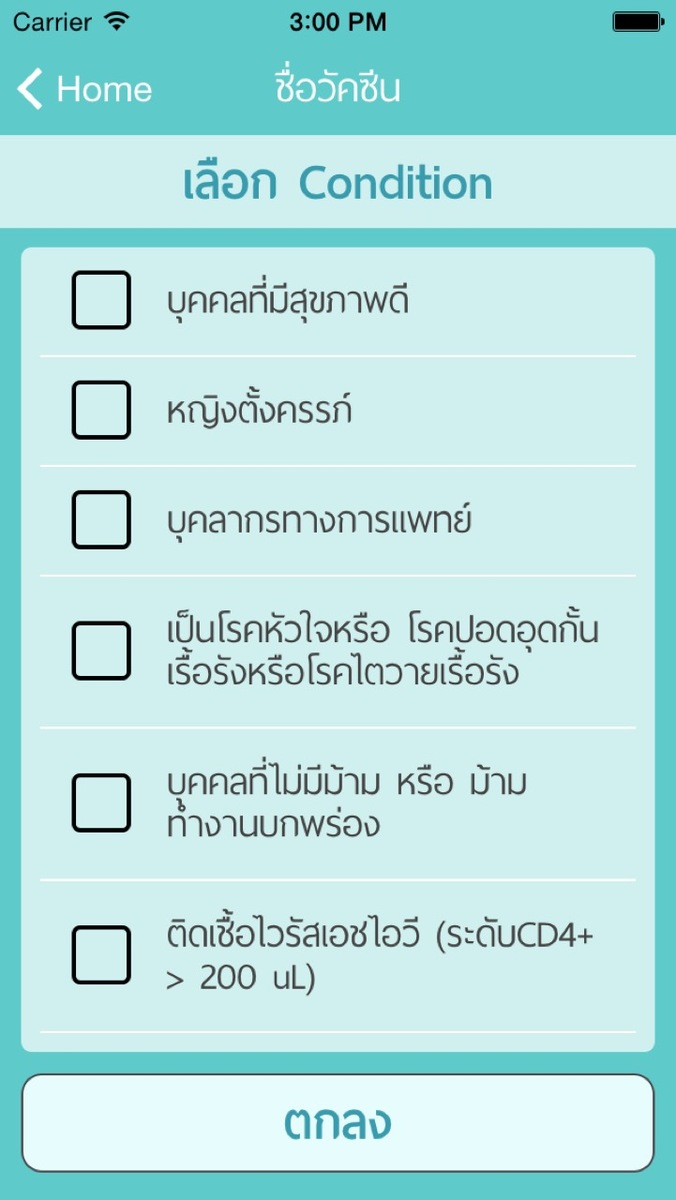 Carrier 3:00 PM
Home ชื่อวัคซีน
เลือก Condition
บุคคลที่มีสุขภาพดี
หญิงตั้งครรภ์
บุคลากรทางการแพทย์
เป็นโรคหัวใจหรือ โรคปอดอุดกั้น
เรื้อรังหรือโรคไตวายเรื้อรัง
บุคคลที่ไม่มีม้าม หรือ ม้าม
ทำงานบกพร่อง
ติดเชื้อไวรัสเอชไอวี (ระดับCD4+
> 200 uL)
ตกลง